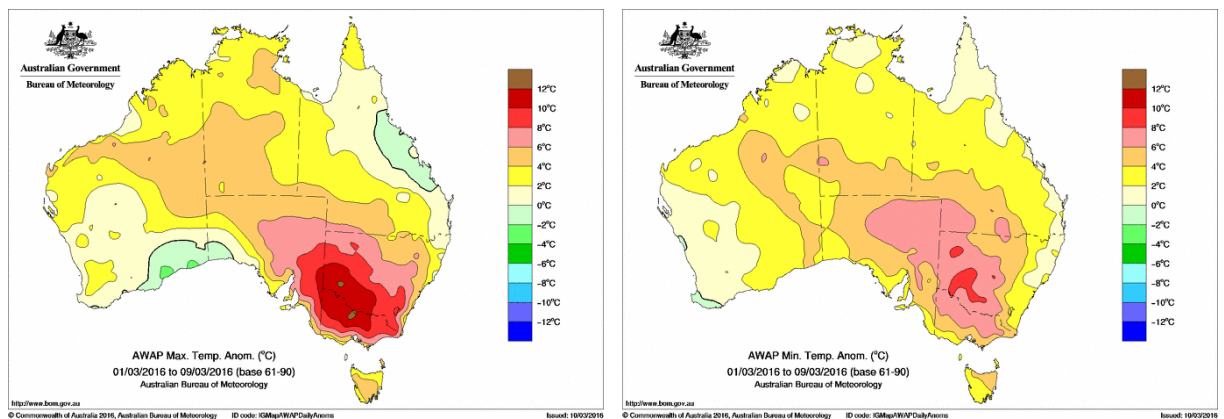 Australian Government
Bureau of Meteorology
12°C
10°C
8°C
6°C
4°C
2°C
0°C
-2°C
-4°C
-6°C
-8°C
-10°C
-12°C
AWAP Max. Temp. Anom. (°C)
01/03/2016 to 09/03/2016 (base 61-90)
Australian Bureau of Meteorology
http://www.bom.gov.au
© Commonwealth of Australia 2016, Australian Bureau of Meteorology ID code: IGMapAWAPDailyAnoms Issued: 10/03/2016
Australian Government
Bureau of Meteorology
12°C
10°C
8°C
6°C
4°C
2°C
0°C
-2°C
-4°C
-6°C
-8°C
-10°C
-12°C
AWAP Min. Temp. Anom. (°C)
01/03/2016 to 09/03/2016 (base 61-90)
Australian Bureau of Meteorology
http://www.bom.gov.au
© Commonwealth of Australia 2016, Australian Bureau of Meteorology ID code: IGMapAWAPDailyAnoms Issued: 10/03/2016